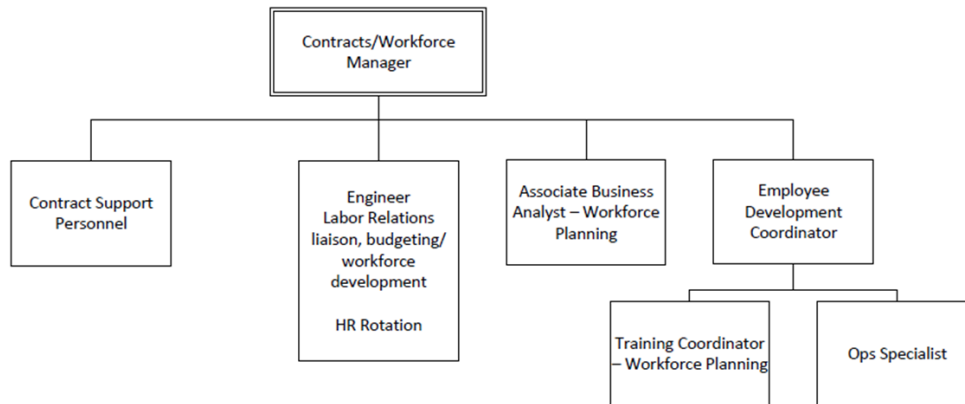 Contracts/Workforce
Manager
Contract Support
Personnel
Engineer
Labor Relations
liaison, budgeting/
workforce
development
HR Rotation
Associate Business
Analyst – Workforce
Planning
Employee
Development
Coordinator
Training Coordinator
– Workforce Planning
Ops Specialist